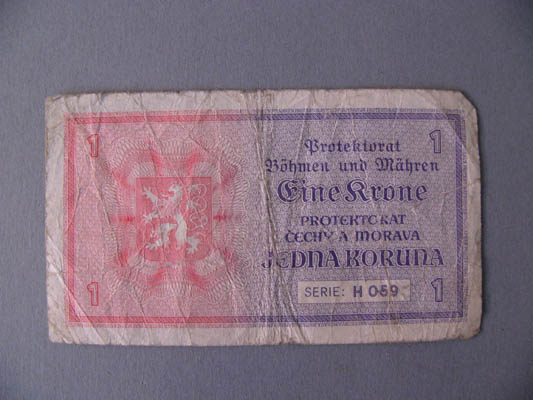 1 1
Protektorat
Böhmen und Mähren
Eine Krone
PROTEKTORAT
ČECHY A MORAVA
JEDNA KORUNA
SERIE: H 059
1 1